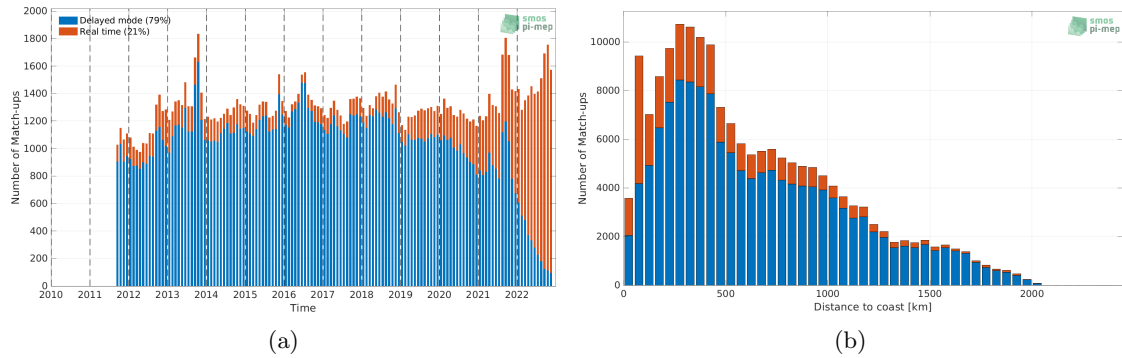 Delayed mode (79%)
Real time (21%)
smos
pi-mep
Number of Match-ups
2000
1800
1600
1400
1200
1000
800
600
400
200
0
2010 2011 2012 2013 2014 2015 2016 2017 2018 2019 2020 2021 2022
Time
(a)
smos
pi-mep
Number of Match-ups
10000
8000
6000
4000
2000
0
0 500 1000 1500 2000
Distance to coast [km]
(b)